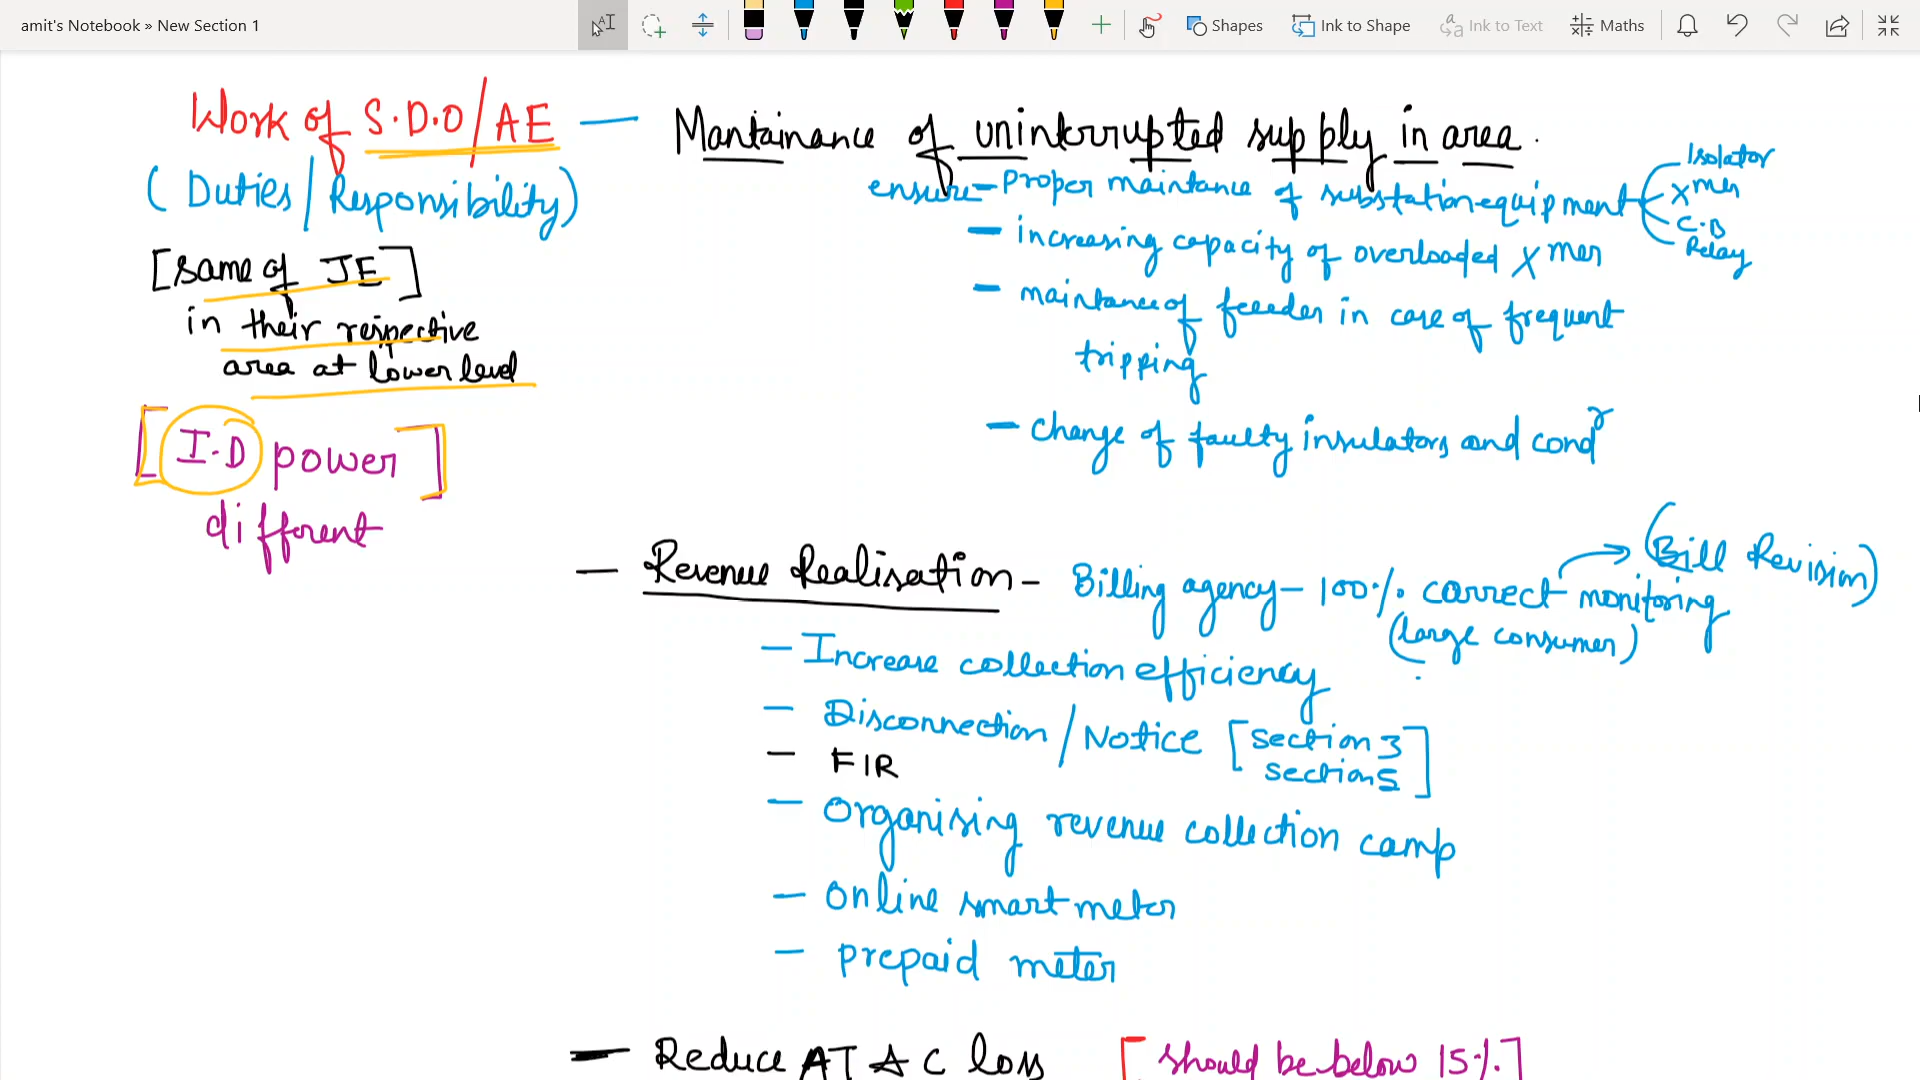 amit's Notebook » New Section 1
Shapes
Ink to Shape
Ink to Text
Maths
Work of S.D.O/AE — Mantainance of uninterrupted supply in area.
(Duties/Responsibility)
[same of JE]
in their respective
area at lower level
[I.D power]
different
ensure – Proper maintance of substation equipment
Isolator
Xmer
C.B
Relay
– increasing capacity of overloaded Xmer
– maintance of feeeder in case of frequent
tripping
– change of faulty insulators and cond^r
– Revenue Realisation – Billing agency – 100% correct monitoring
(Bill Revision)
(large consumer)
– Increase collection efficiency
– Disconnection/Notice [section 3
section 5]
– FIR
– Organising revenue collection camp
– online smart meter
– prepaid meter
– Reduce AT & C loss [should be below 15%]